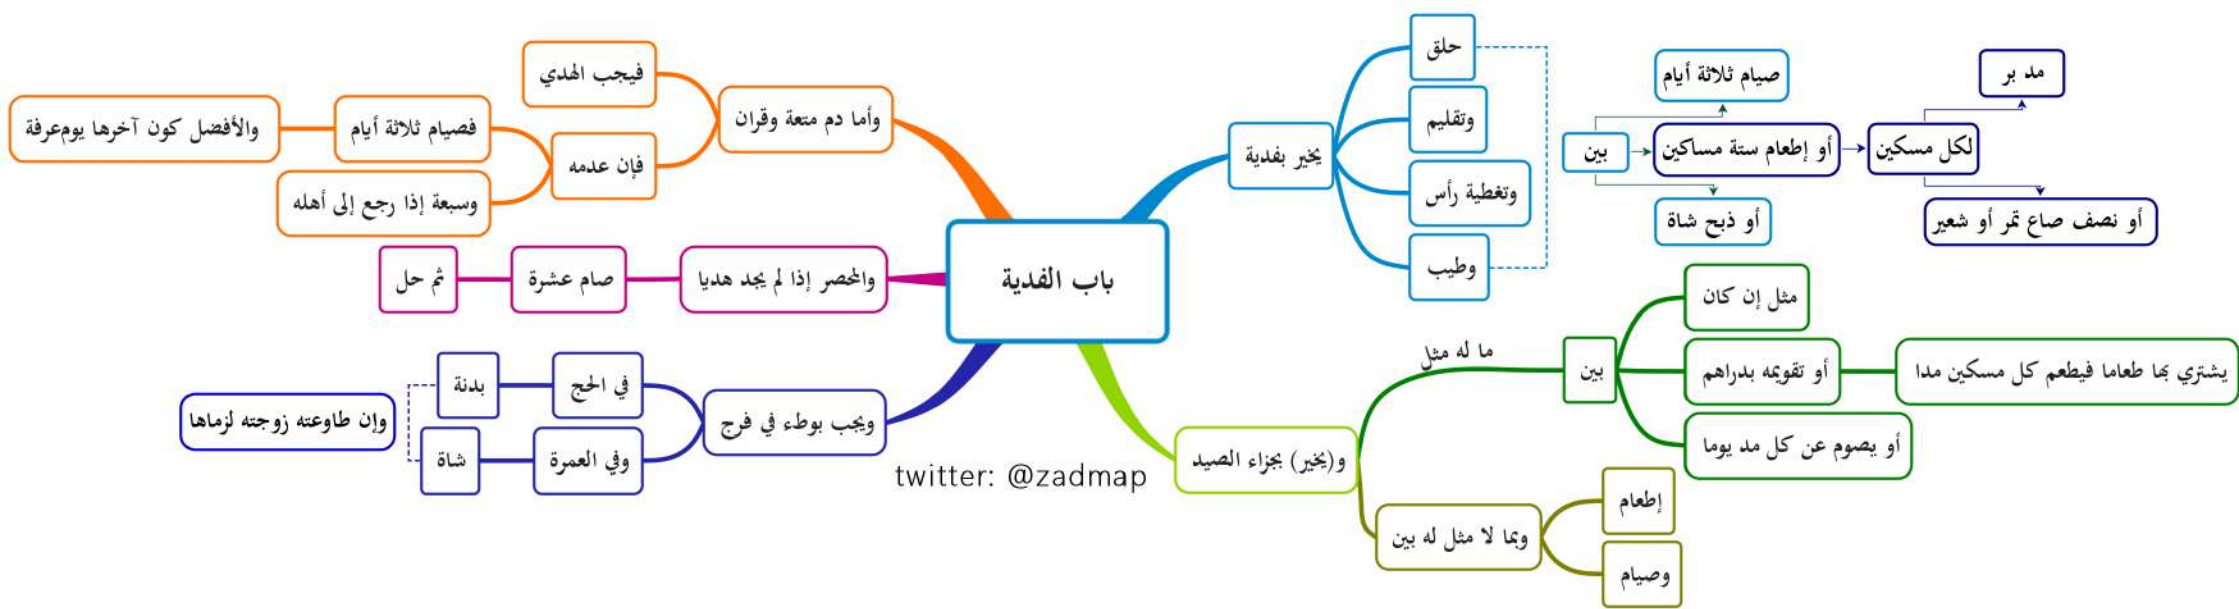 باب الفدية
يخير بفدية
حلق
وتقليم
وتغطية رأس
وطيب
بين
صيام ثلاثة أيام
أو إطعام ستة مساكين
لكل مسكين
مد بر
أو نصف صاع تمر أو شعير
أو ذبح شاة
و(يخير) بجزاء الصيد
ما له مثل
بين
مثل إن كان
أو تقويمه بدراهم
يشتري بها طعاما فيطعم كل مسكين مدا
أو يصوم عن كل مد يوما
وبما لا مثل له بين
إطعام
وصيام
وأما دم متعة وقران
فيجب الهدي
فإن عدمه
فصيام ثلاثة أيام
والأفضل كون آخرها يوم عرفة
وسبعة إذا رجع إلى أهله
والمحصر إذا لم يجد هديا
صام عشرة
ثم حل
ويجب بوطء في فرج
في الحج
بدنة
وفي العمرة
شاة
وإن طاوعته زوجته لزماها
twitter: @zadmap